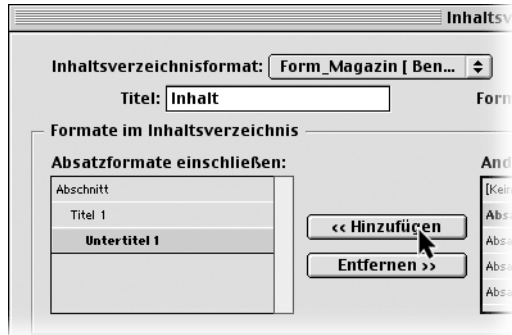 Inhaltsv
Inhaltsverzeichnisformat: Form_Magazin [ Ben...
Titel: Inhalt Form
Formate im Inhaltsverzeichnis
Absatzformate einschließen: And
Abschnitt [Kein
Titel 1 Absa
Untertitel 1 Absa
<< Hinzufügen
Entfernen >> Absa
Absa